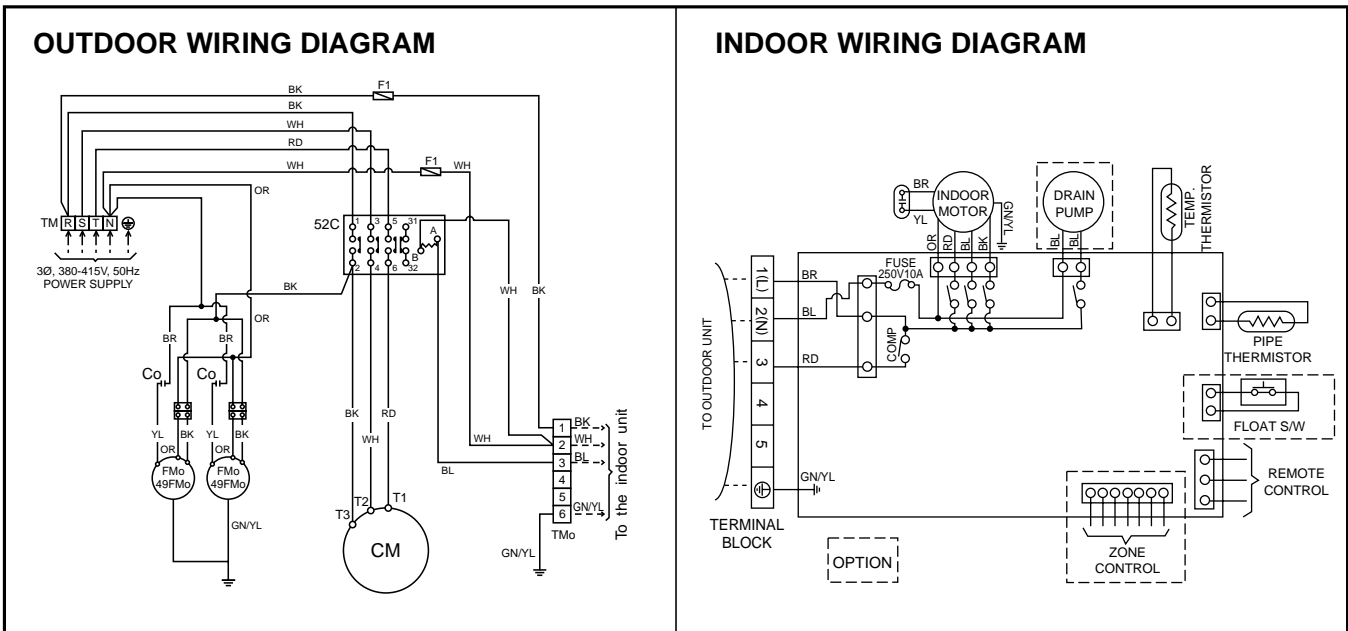 OUTDOOR WIRING DIAGRAM
BK
F1
BK
WH
RD
WH
F1
WH
OR
TM R S T N
3Ø, 380-415V, 50Hz
POWER SUPPLY
52C
1 3 5 31
A
B
2 4 6 32
BK
WH
BK
OR
BR
BR
Co
Co
YL
BK
YL
BK
OR
OR
FMo
49FMo
FMo
49FMo
GN/YL
BK
RD
WH
WH
BL
T3
T2
T1
CM
1
BK
2
WH
3
BL
4
5
6
GN/YL
TMo
GN/YL
To the indoor unit
INDOOR WIRING DIAGRAM
BR
YL
INDOOR
MOTOR
GN/YL
OR
RD
BL
BK
DRAIN
PUMP
BL
BL
TEMP.
THERMISTOR
FUSE
250V10A
TO OUTDOOR UNIT
1(L)
BR
2(N)
BL
3
RD
4
5
GN/YL
COMP
TERMINAL
BLOCK
PIPE
THERMISTOR
FLOAT S/W
REMOTE
CONTROL
ZONE
CONTROL
OPTION